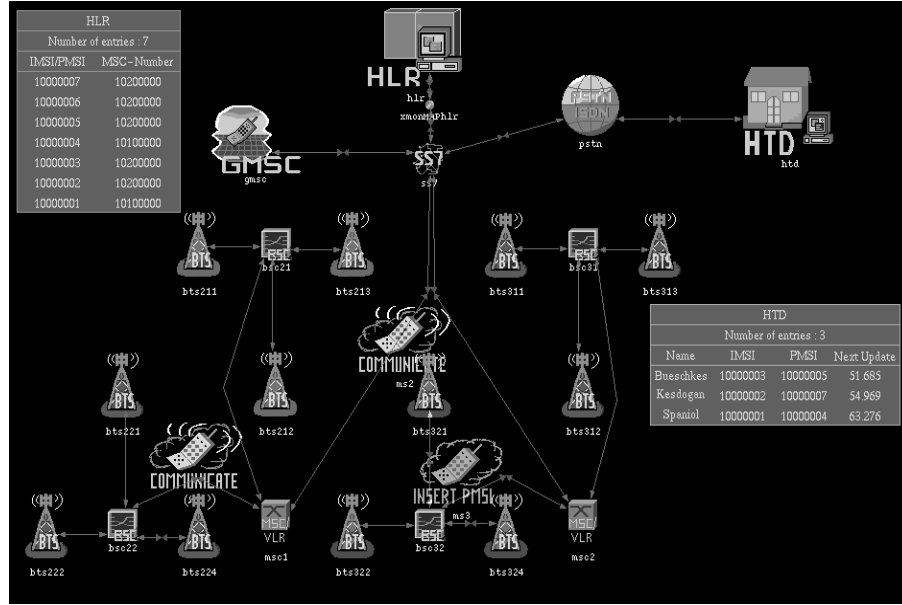 HLR
Number of entries : 7
IMSI/PMSI MSC-Number
10000007 10200000
10000006 10200000
10000005 10200000
10000004 10100000
10000003 10200000
10000002 10200000
10000001 10100000
HLR
hlr
xmonMAPhlr
GMSC
gmsc
SS7
ss7
PSTN
ISDN
pstn
HTD
htd
BTS
bts211
BSC
bsc21
BTS
bts213
BTS
bts311
BSC
bsc31
BTS
bts313
HTD
Number of entries : 3
Name IMSI PMSI Next Update
Bueschkes 10000003 10000005 51.685
Kesdogan 10000002 10000007 54.969
Spaniol 10000001 10000004 63.276
COMMUNICATE
ms2
BTS
bts221
BTS
bts212
BTS
bts321
BTS
bts312
COMMUNICATE
INSERT PMSI
ms3
BTS
bts222
BSC
bsc22
BTS
bts224
MSC
VLR
msc1
BTS
bts322
BSC
bsc32
BTS
bts324
MSC
VLR
msc2